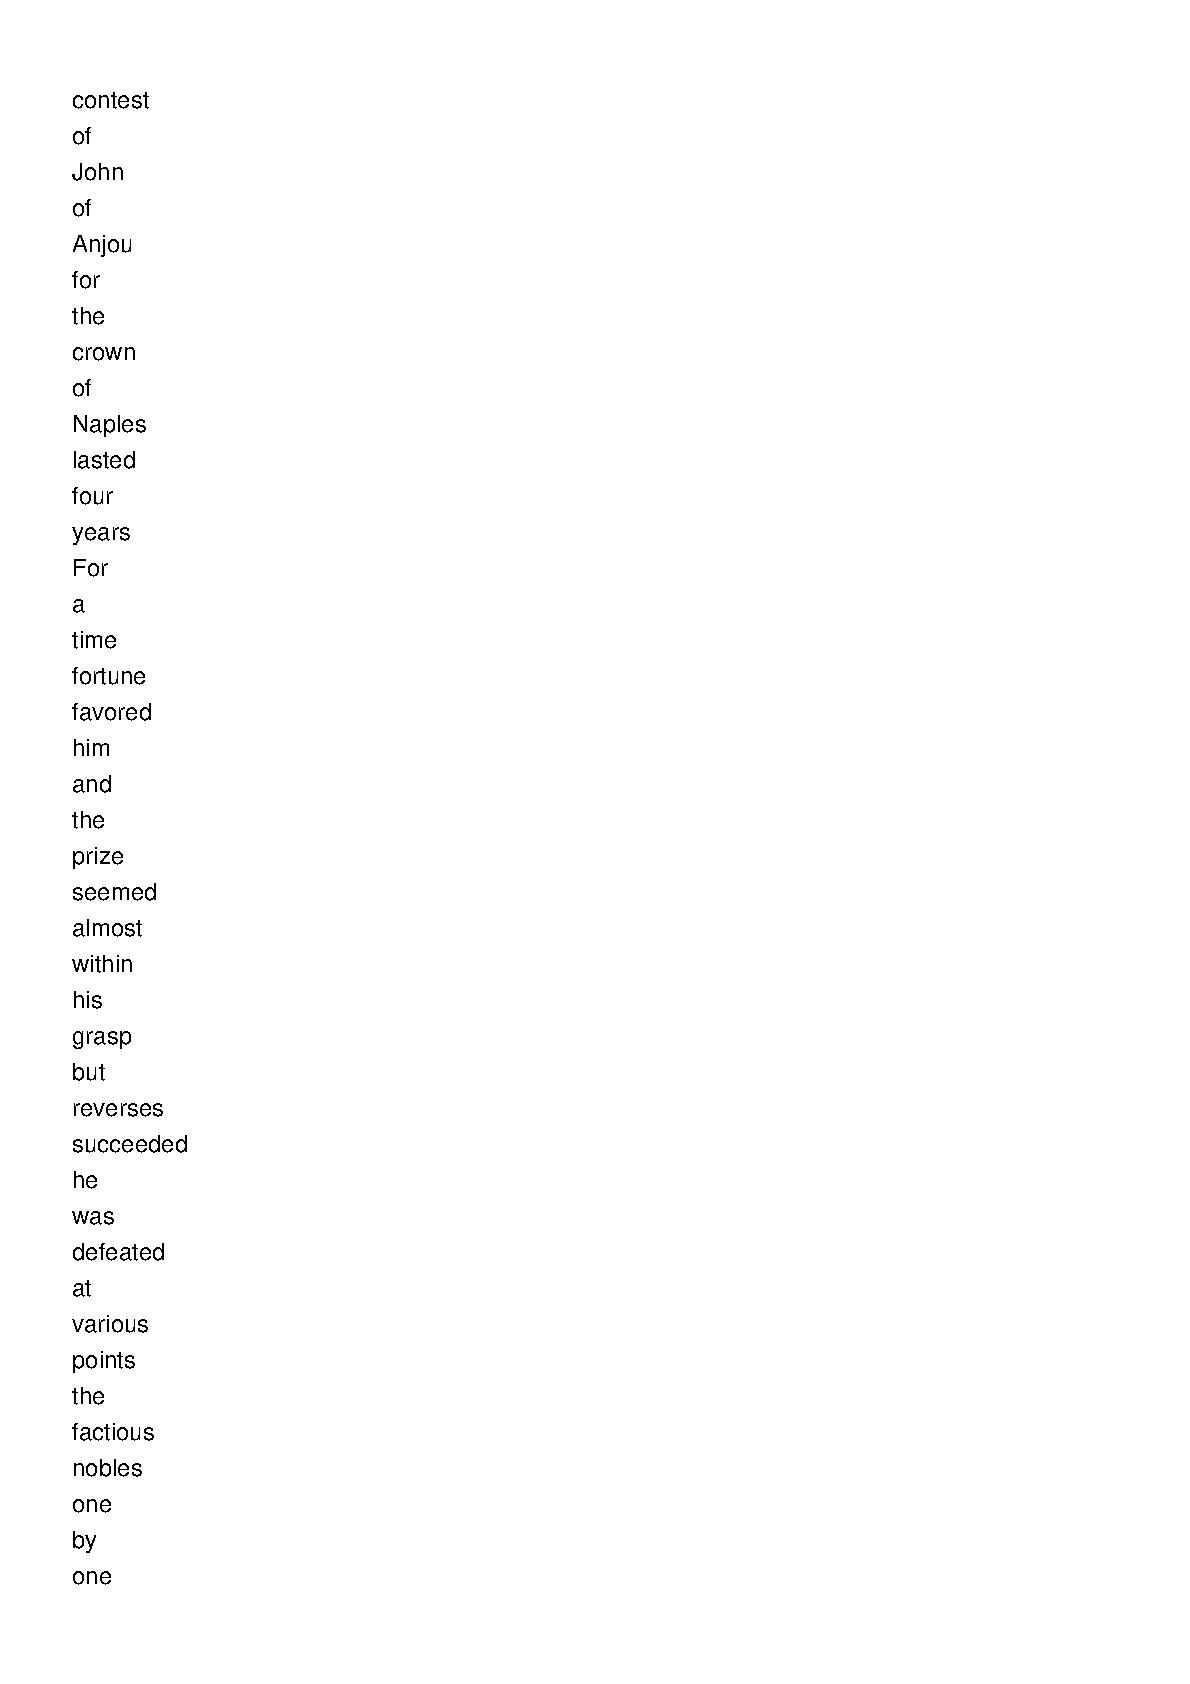 contest
of
John
of
Anjou
for
the
crown
of
Naples
lasted
four
years
For
a
time
fortune
favored
him
and
the
prize
seemed
almost
within
his
grasp
but
reverses
succeeded
he
was
defeated
at
various
points
the
factious
nobles
one
by
one